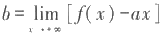 b = lim x→+∞ [f(x) − ax]